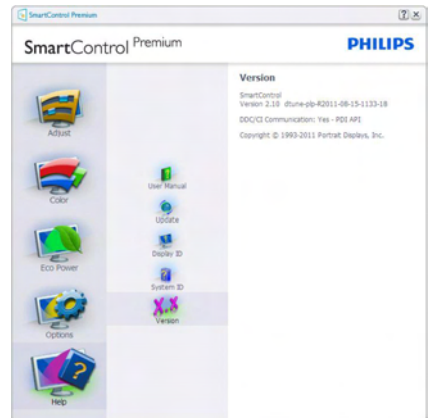 SmartControl Premium
SmartControl Premium
PHILIPS
Adjust
Color
Eco Power
Options
Help
User Manual
Update
Display ID
System ID
X.X
Version
Version
SmartControl
Version 2.10 dtune-plb-R2011-08-15-1133-18
DDC/CI Communication: Yes - PDI API
Copyright © 1993-2011 Portrait Displays, Inc.